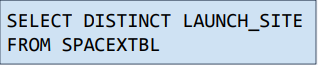 SELECT DISTINCT LAUNCH_SITE
FROM SPACEXTBL